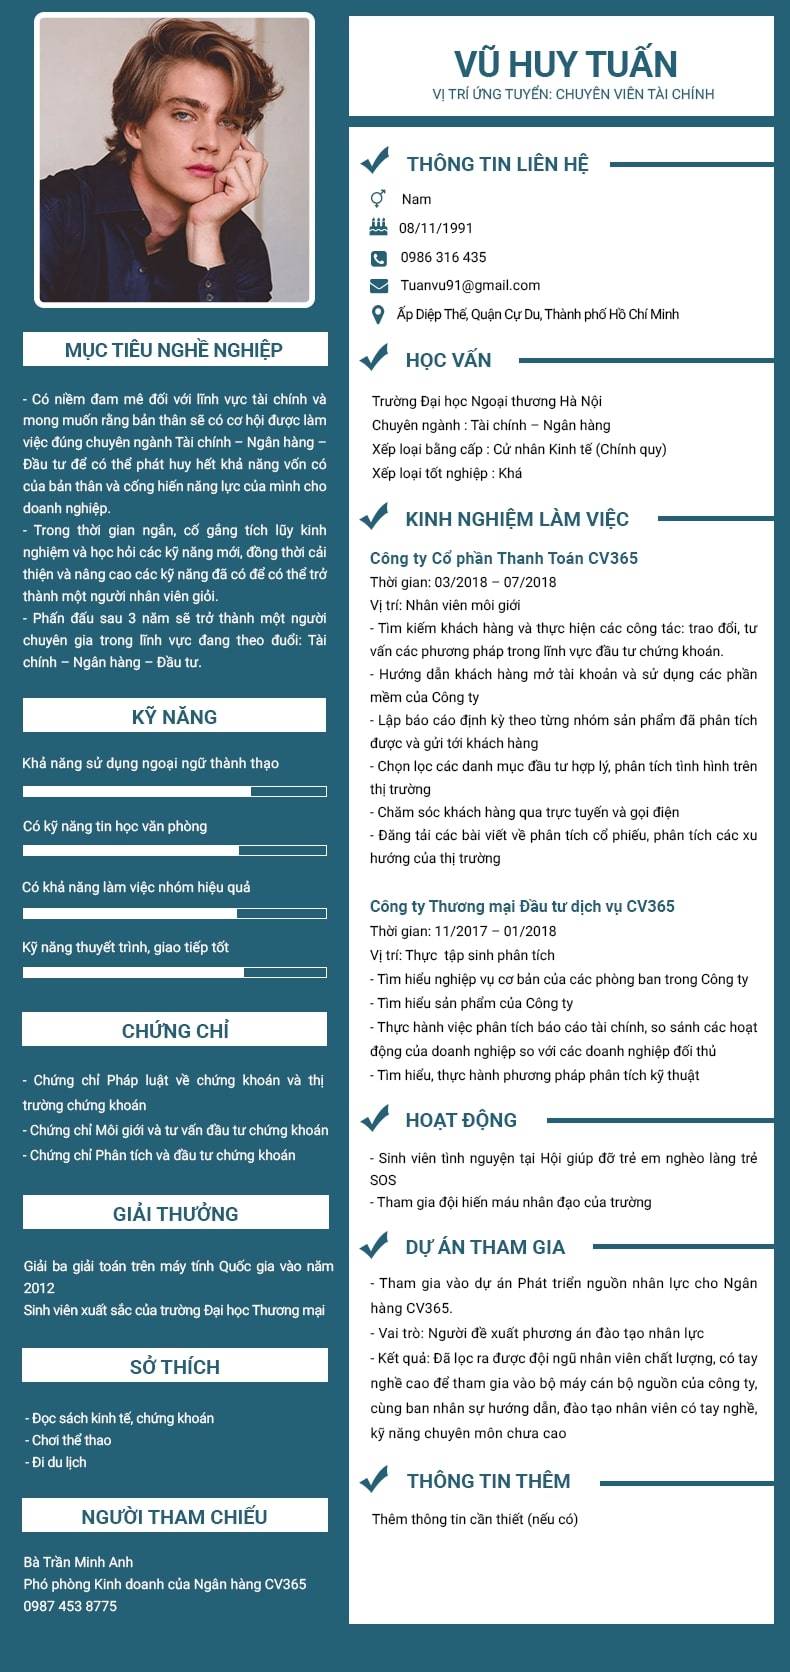 VŨ HUY TUẤN
VỊ TRÍ ỨNG TUYỂN: CHUYÊN VIÊN TÀI CHÍNH
MỤC TIÊU NGHỀ NGHIỆP
- Có niềm đam mê đối với lĩnh vực tài chính và
mong muốn rằng bản thân sẽ có cơ hội được làm
việc đúng chuyên ngành Tài chính – Ngân hàng –
Đầu tư để có thể phát huy hết khả năng vốn có
của bản thân và cống hiến năng lực của mình cho
doanh nghiệp.
- Trong thời gian ngắn, cố gắng tích lũy kinh
nghiệm và học hỏi các kỹ năng mới, đồng thời cải
thiện và nâng cao các kỹ năng đã có để có thể trở
thành một người nhân viên giỏi.
- Phấn đấu sau 3 năm sẽ trở thành một người
chuyên gia trong lĩnh vực đang theo đuổi: Tài
chính – Ngân hàng – Đầu tư.
KỸ NĂNG
Khả năng sử dụng ngoại ngữ thành thạo
Có kỹ năng tin học văn phòng
Có khả năng làm việc nhóm hiệu quả
Kỹ năng thuyết trình, giao tiếp tốt
CHỨNG CHỈ
- Chứng chỉ Pháp luật về chứng khoán và thị
trường chứng khoán
- Chứng chỉ Môi giới và tư vấn đầu tư chứng khoán
- Chứng chỉ Phân tích và đầu tư chứng khoán
GIẢI THƯỞNG
Giải ba giải toán trên máy tính Quốc gia vào năm
2012
Sinh viên xuất sắc của trường Đại học Thương mại
SỞ THÍCH
- Đọc sách kinh tế, chứng khoán
- Chơi thể thao
- Đi du lịch
NGƯỜI THAM CHIẾU
Bà Trần Minh Anh
Phó phòng Kinh doanh của Ngân hàng CV365
0987 453 8775
THÔNG TIN LIÊN HỆ
Nam
08/11/1991
0986 316 435
Tuanvu91@gmail.com
Ấp Diệp Thế, Quận Cự Du, Thành phố Hồ Chí Minh
HỌC VẤN
Trường Đại học Ngoại thương Hà Nội
Chuyên ngành : Tài chính – Ngân hàng
Xếp loại bằng cấp : Cử nhân Kinh tế (Chính quy)
Xếp loại tốt nghiệp : Khá
KINH NGHIỆM LÀM VIỆC
Công ty Cổ phần Thanh Toán CV365
Thời gian: 03/2018 – 07/2018
Vị trí: Nhân viên môi giới
- Tìm kiếm khách hàng và thực hiện các công tác: trao đổi, tư
vấn các phương pháp trong lĩnh vực đầu tư chứng khoán.
- Hướng dẫn khách hàng mở tài khoản và sử dụng các phần
mềm của Công ty
- Lập báo cáo định kỳ theo từng nhóm sản phẩm đã phân tích
được và gửi tới khách hàng
- Chọn lọc các danh mục đầu tư hợp lý, phân tích tình hình trên
thị trường
- Chăm sóc khách hàng qua trực tuyến và gọi điện
- Đăng tải các bài viết về phân tích cổ phiếu, phân tích các xu
hướng của thị trường
Công ty Thương mại Đầu tư dịch vụ CV365
Thời gian: 11/2017 – 01/2018
Vị trí: Thực tập sinh phân tích
- Tìm hiểu nghiệp vụ cơ bản của các phòng ban trong Công ty
- Tìm hiểu sản phẩm của Công ty
- Thực hành việc phân tích báo cáo tài chính, so sánh các hoạt
động của doanh nghiệp so với các doanh nghiệp đối thủ
- Tìm hiểu, thực hành phương pháp phân tích kỹ thuật
HOẠT ĐỘNG
- Sinh viên tình nguyện tại Hội giúp đỡ trẻ em nghèo làng trẻ
SOS
- Tham gia đội hiến máu nhân đạo của trường
DỰ ÁN THAM GIA
- Tham gia vào dự án Phát triển nguồn nhân lực cho Ngân
hàng CV365.
- Vai trò: Người đề xuất phương án đào tạo nhân lực
- Kết quả: Đã lọc ra được đội ngũ nhân viên chất lượng, có tay
nghề cao để tham gia vào bộ máy cán bộ nguồn của công ty,
cùng ban nhân sự hướng dẫn, đào tạo nhân viên có tay nghề,
kỹ năng chuyên môn chưa cao
THÔNG TIN THÊM
Thêm thông tin cần thiết (nếu có)